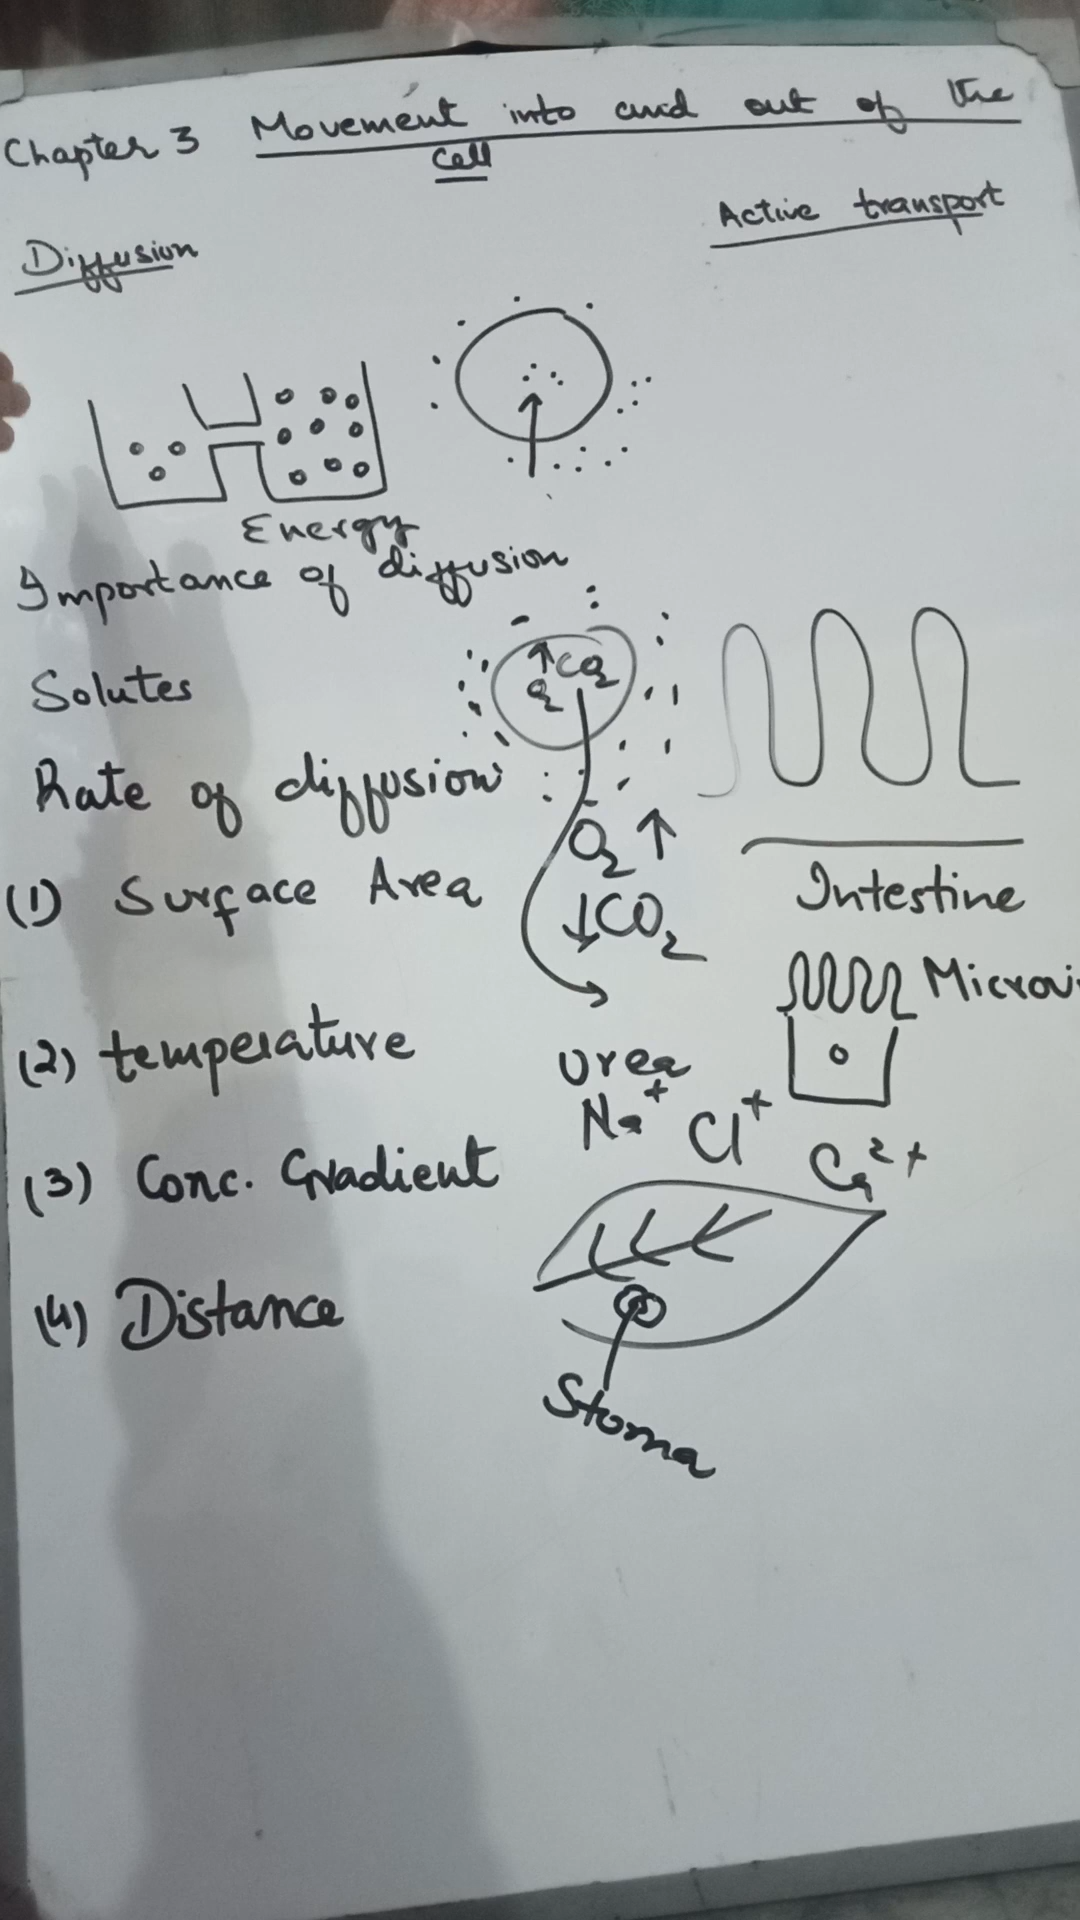 Chapter 3 Movement into and out of the
cell
Active transport
Diffusion
Energy
Importance of diffusion
Solutes
CO2
O2
Rate of diffusion
O2 ↑
(1) Surface Area
Intestine
↓CO2
Microvi
(2) temperature
Urea
Na+ Cl+
Ca2+
(3) Conc. Gradient
(4) Distance
Stoma